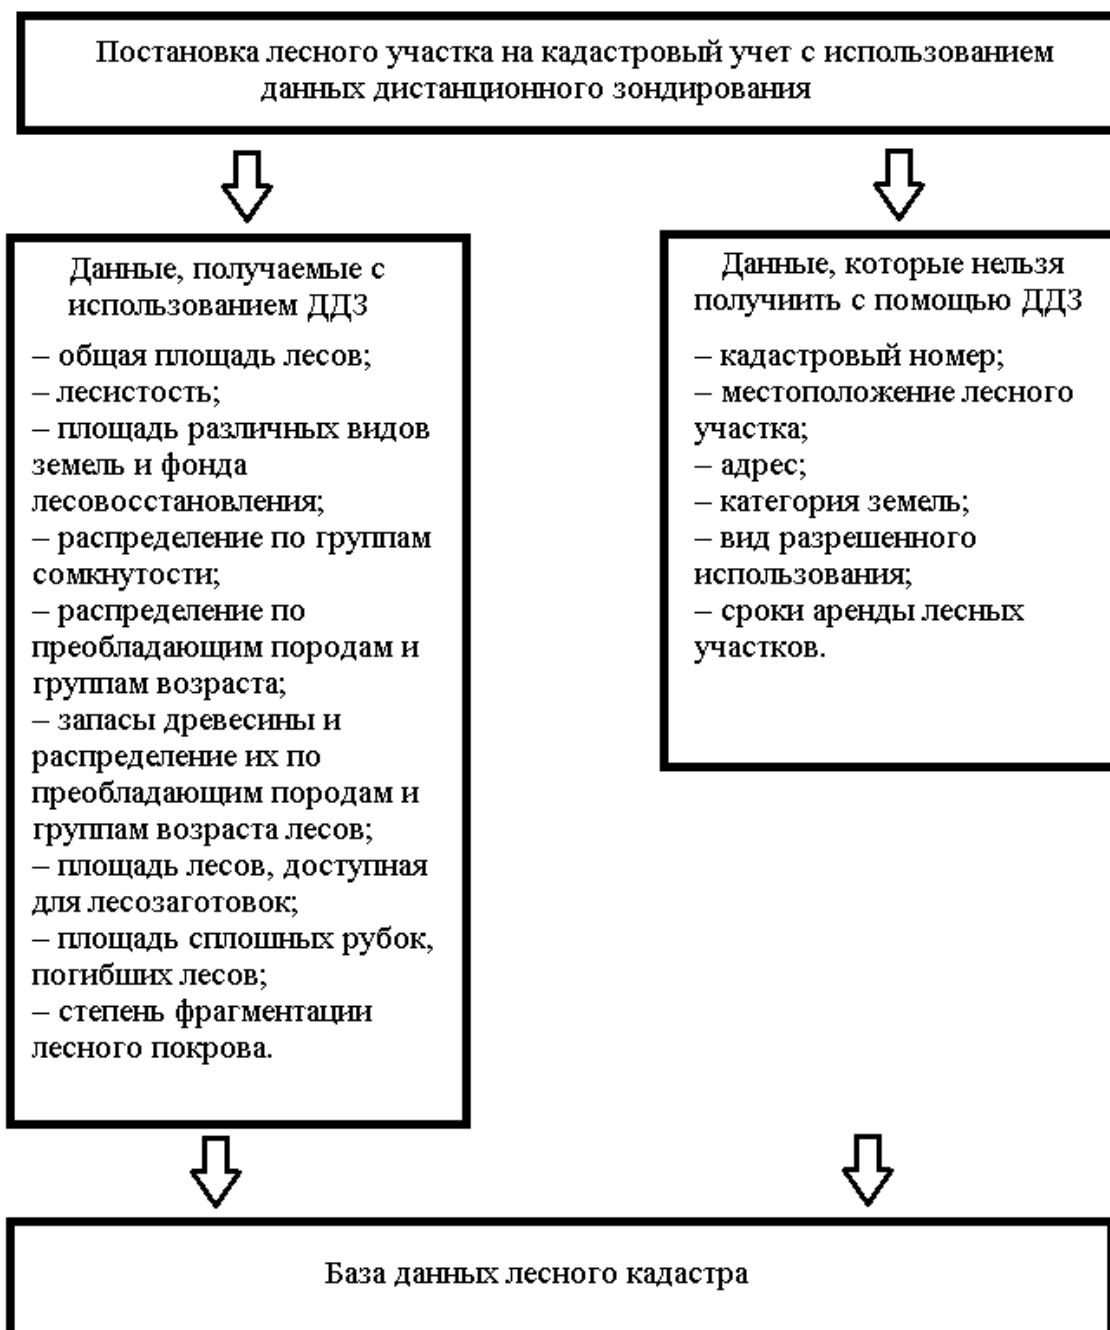 Постановка лесного участка на кадастровый учет с использованием
данных дистанционного зондирования
Данные, получаемые с
использованием ДДЗ
– общая площадь лесов;
– лесистость;
– площадь различных видов
земель и фонда
лесовосстановления;
– распределение по группам
сомкнутости;
– распределение по
преобладающим породам и
группам возраста;
– запасы древесины и
распределение их по
преобладающим породам и
группам возраста лесов;
– площадь лесов, доступная
для лесозаготовок;
– площадь сплошных рубок,
погибших лесов;
– степень фрагментации
лесного покрова.
Данные, которые нельзя
получиить с помощью ДДЗ
– кадастровый номер;
– местоположение лесного
участка;
– адрес;
– категория земель;
– вид разрешенного
использования;
– сроки аренды лесных
участков.
База данных лесного кадастра